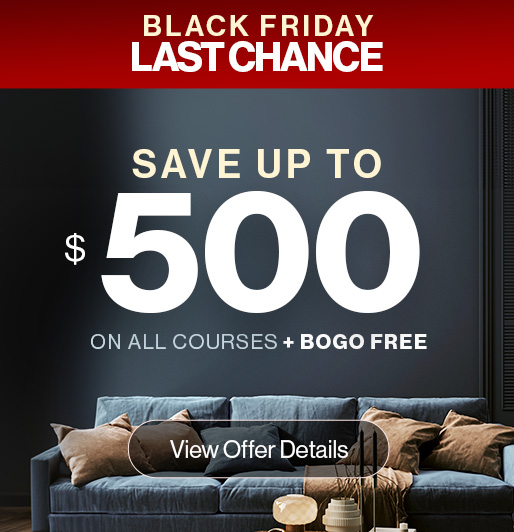 BLACK FRIDAY
LAST CHANCE
SAVE UP TO
$500
ON ALL COURSES + BOGO FREE
View Offer Details